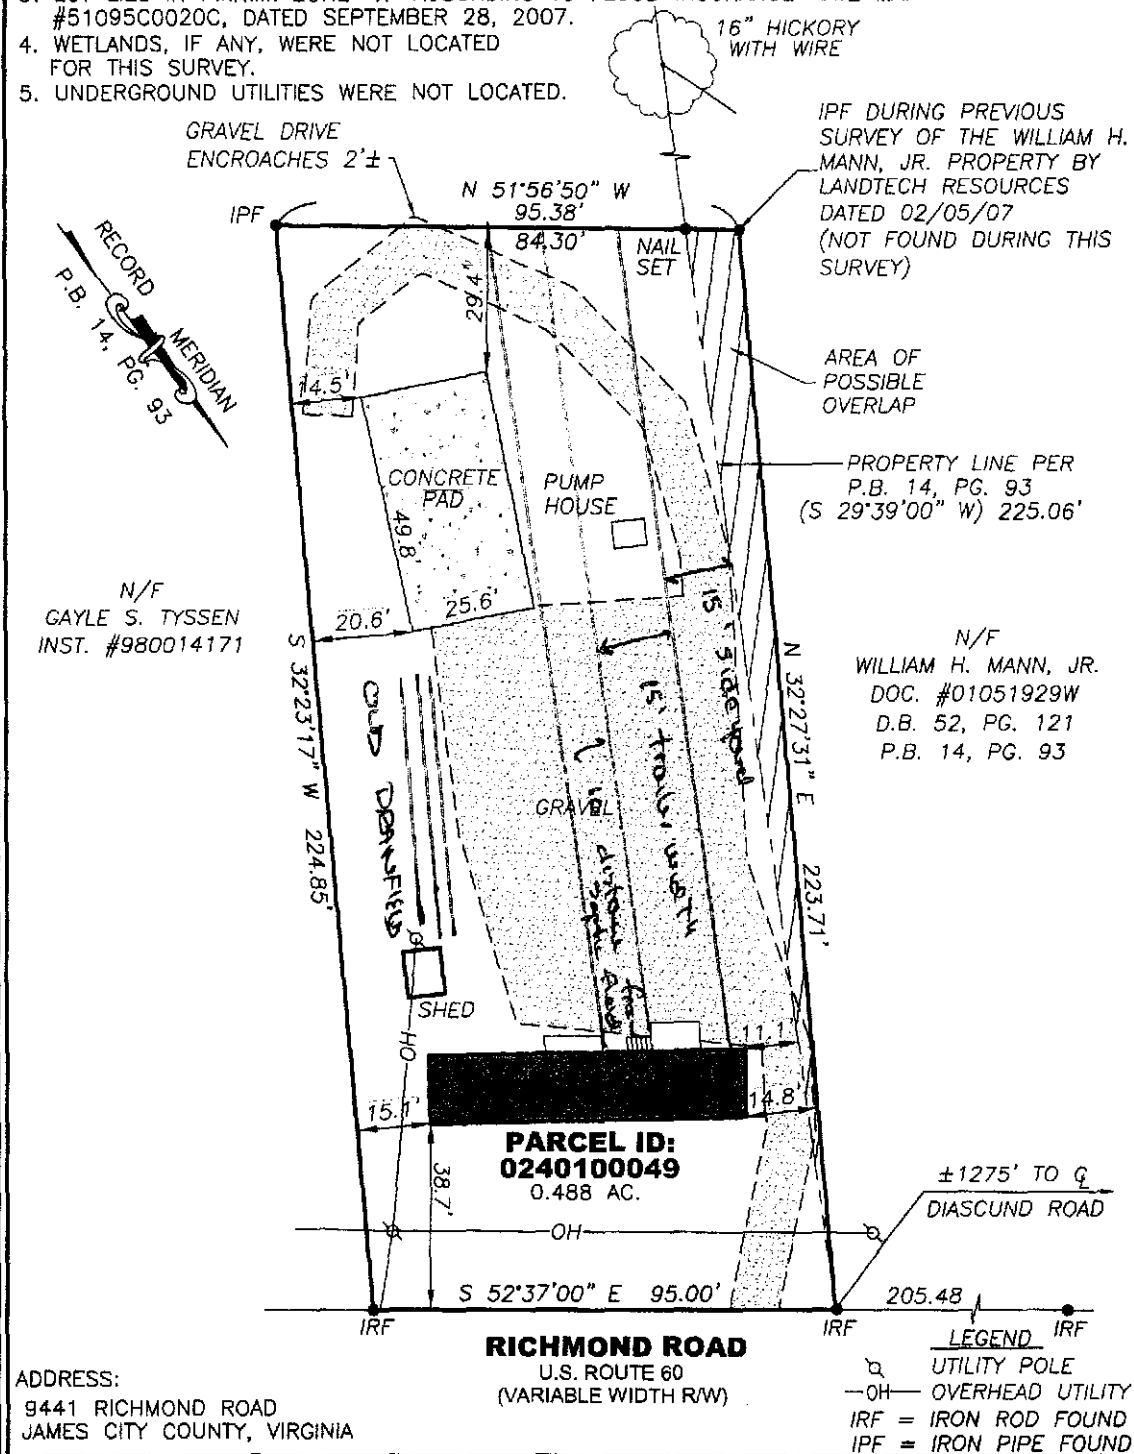 #51095C0020C, DATED SEPTEMBER 28, 2007.
4. WETLANDS, IF ANY, WERE NOT LOCATED
FOR THIS SURVEY.
5. UNDERGROUND UTILITIES WERE NOT LOCATED.
16" HICKORY
WITH WIRE
GRAVEL DRIVE
ENCROACHES 2'±
IPF DURING PREVIOUS
SURVEY OF THE WILLIAM H.
MANN, JR. PROPERTY BY
LANDTECH RESOURCES
DATED 02/05/07
(NOT FOUND DURING THIS
SURVEY)
IPF
N 51°56'50" W
95.38'
84.30'
NAIL
SET
RECORD
MERIDIAN
P.B. 14, PG. 93
29.4'
14.5'
AREA OF
POSSIBLE
OVERLAP
CONCRETE
PAD
PUMP
HOUSE
PROPERTY LINE PER
P.B. 14, PG. 93
(S 29°39'00" W) 225.06'
49.8'
25.6'
20.6'
N/F
GAYLE S. TYSSEN
INST. #980014171
S 32°23'17" W 224.85'
15' side yard
N 32°27'31" E 223.71'
N/F
WILLIAM H. MANN, JR.
DOC. #01051929W
D.B. 52, PG. 121
P.B. 14, PG. 93
OLD DRAINFIELD
15' trailer width
GRAVEL
distance from
septic
SHED
OH
11.1'
15.1'
14.8'
PARCEL ID:
0240100049
0.488 AC.
38.7'
±1275' TO ℄
DIASCUND ROAD
OH
S 52°37'00" E 95.00'
205.48
IRF
IRF
IRF
RICHMOND ROAD
U.S. ROUTE 60
(VARIABLE WIDTH R/W)
LEGEND
UTILITY POLE
—OH— OVERHEAD UTILITY
IRF = IRON ROD FOUND
IPF = IRON PIPE FOUND
ADDRESS:
9441 RICHMOND ROAD
JAMES CITY COUNTY, VIRGINIA